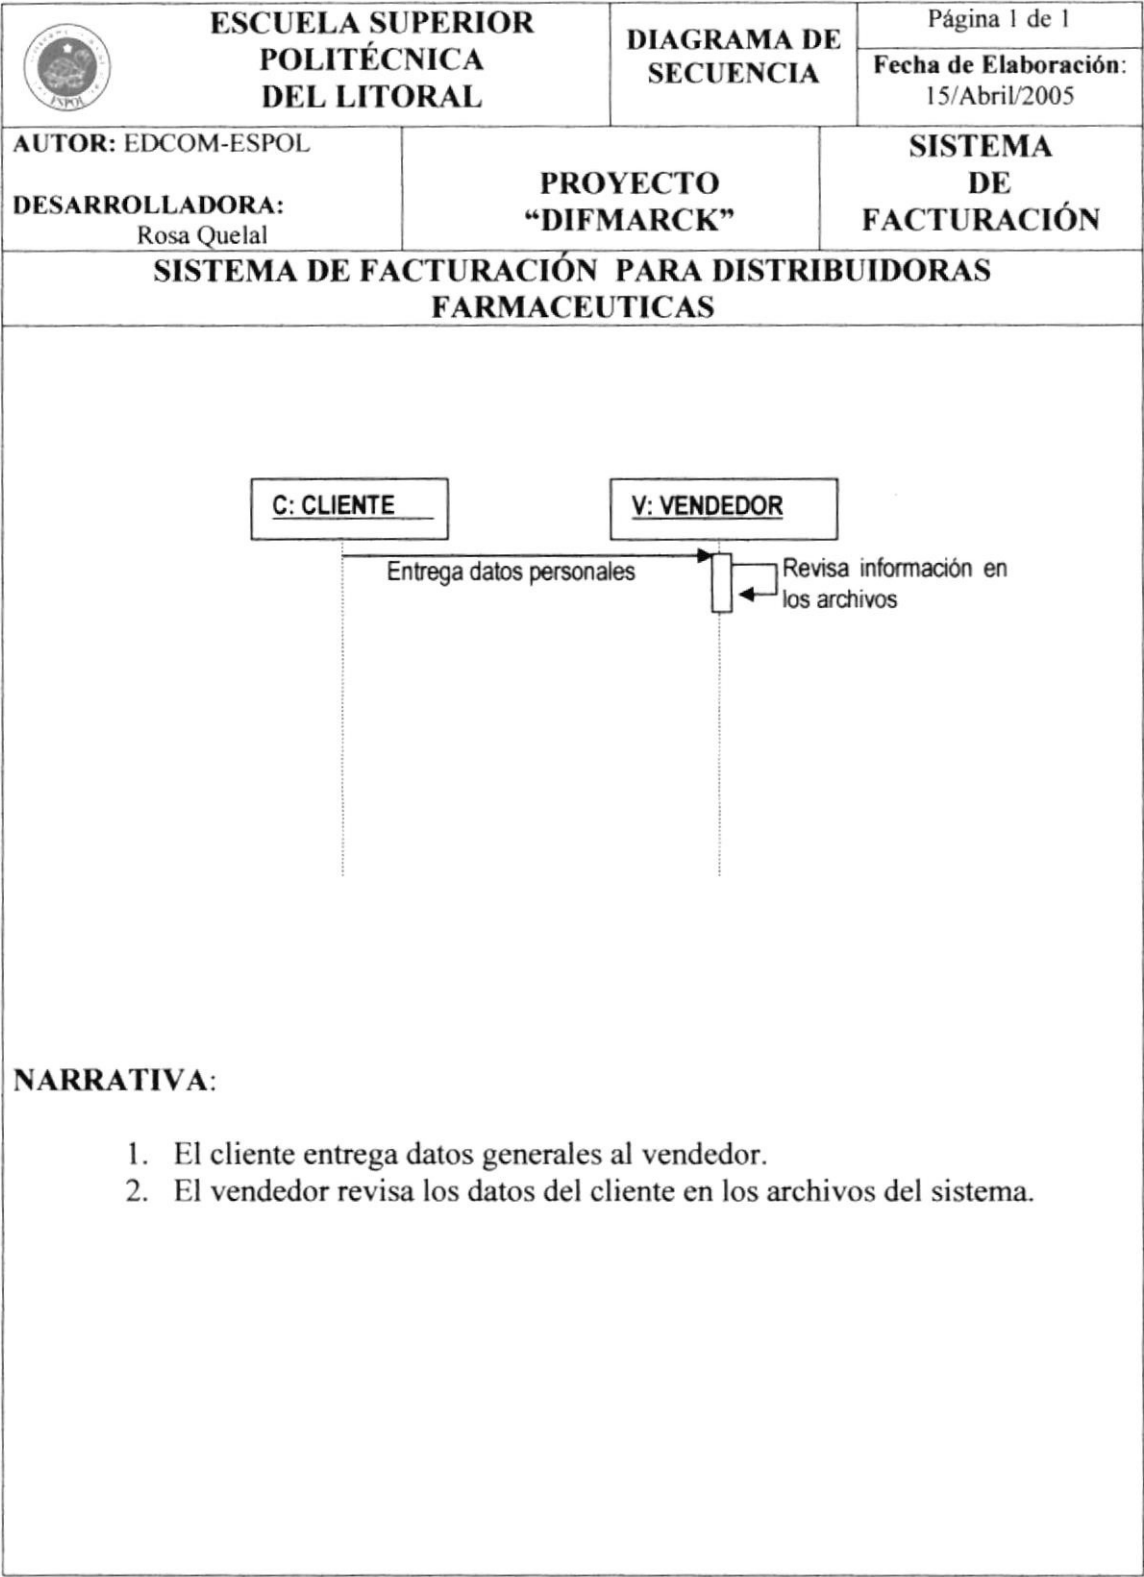 ESCUELA SUPERIOR
POLITÉCNICA
DEL LITORAL
DIAGRAMA DE
SECUENCIA
Página 1 de 1
Fecha de Elaboración:
15/Abril/2005
ESPOL
AUTOR: EDCOM-ESPOL
DESARROLLADORA:
Rosa Quelal
PROYECTO
“DIFMARCK”
SISTEMA
DE
FACTURACIÓN
SISTEMA DE FACTURACIÓN PARA DISTRIBUIDORAS
FARMACEUTICAS
C: CLIENTE
V: VENDEDOR
Entrega datos personales
Revisa información en
los archivos
NARRATIVA:
1. El cliente entrega datos generales al vendedor.
2. El vendedor revisa los datos del cliente en los archivos del sistema.